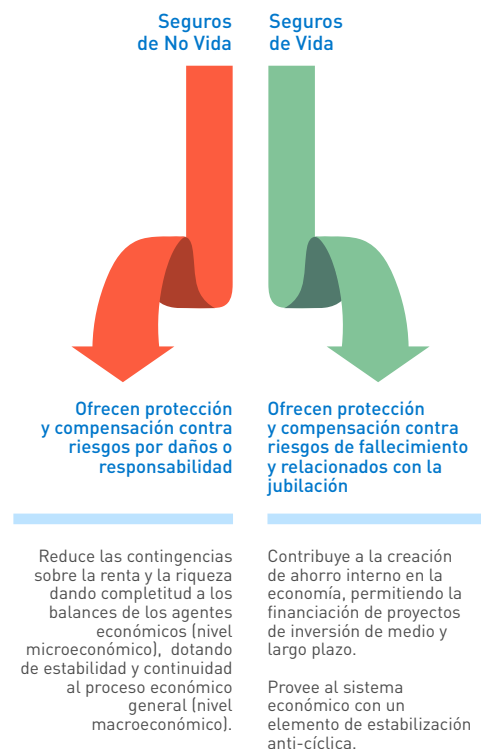 Seguros
de No Vida
Seguros
de Vida
Ofrecen protección
y compensación contra
riesgos por daños o
responsabilidad
Ofrecen protección
y compensación contra
riesgos de fallecimiento
y relacionados con la
jubilación
Reduce las contingencias
sobre la renta y la riqueza
dando completitud a los
balances de los agentes
económicos (nivel
microeconómico), dotando
de estabilidad y continuidad
al proceso económico
general (nivel
macroeconómico).
Contribuye a la creación
de ahorro interno en la
economía, permitiendo la
financiación de proyectos
de inversión de medio y
largo plazo.
Provee al sistema
económico con un
elemento de estabilización
anti-cíclica.